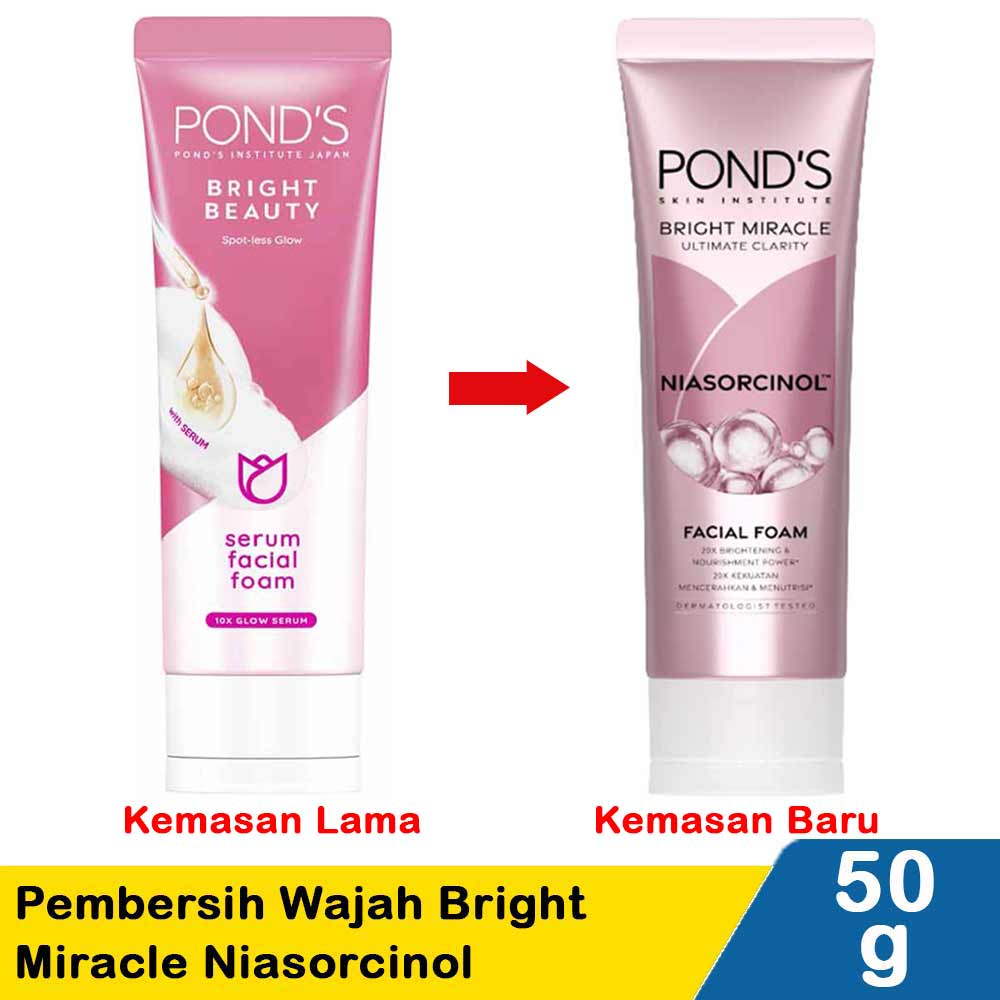 POND'S
POND'S INSTITUTE JAPAN
BRIGHT
BEAUTY
Spot-less Glow
with SERUM
serum
facial
foam
10X GLOW SERUM
POND'S
SKIN INSTITUTE
BRIGHT MIRACLE
ULTIMATE CLARITY
NIASORCINOL™
FACIAL FOAM
20X BRIGHTENING &
NOURISHMENT POWER*
20X KEKUATAN
MENCERAHKAN & MENUTRISI*
DERMATOLOGIST TESTED
Kemasan Lama
Kemasan Baru
Pembersih Wajah Bright
Miracle Niasorcinol
50
g